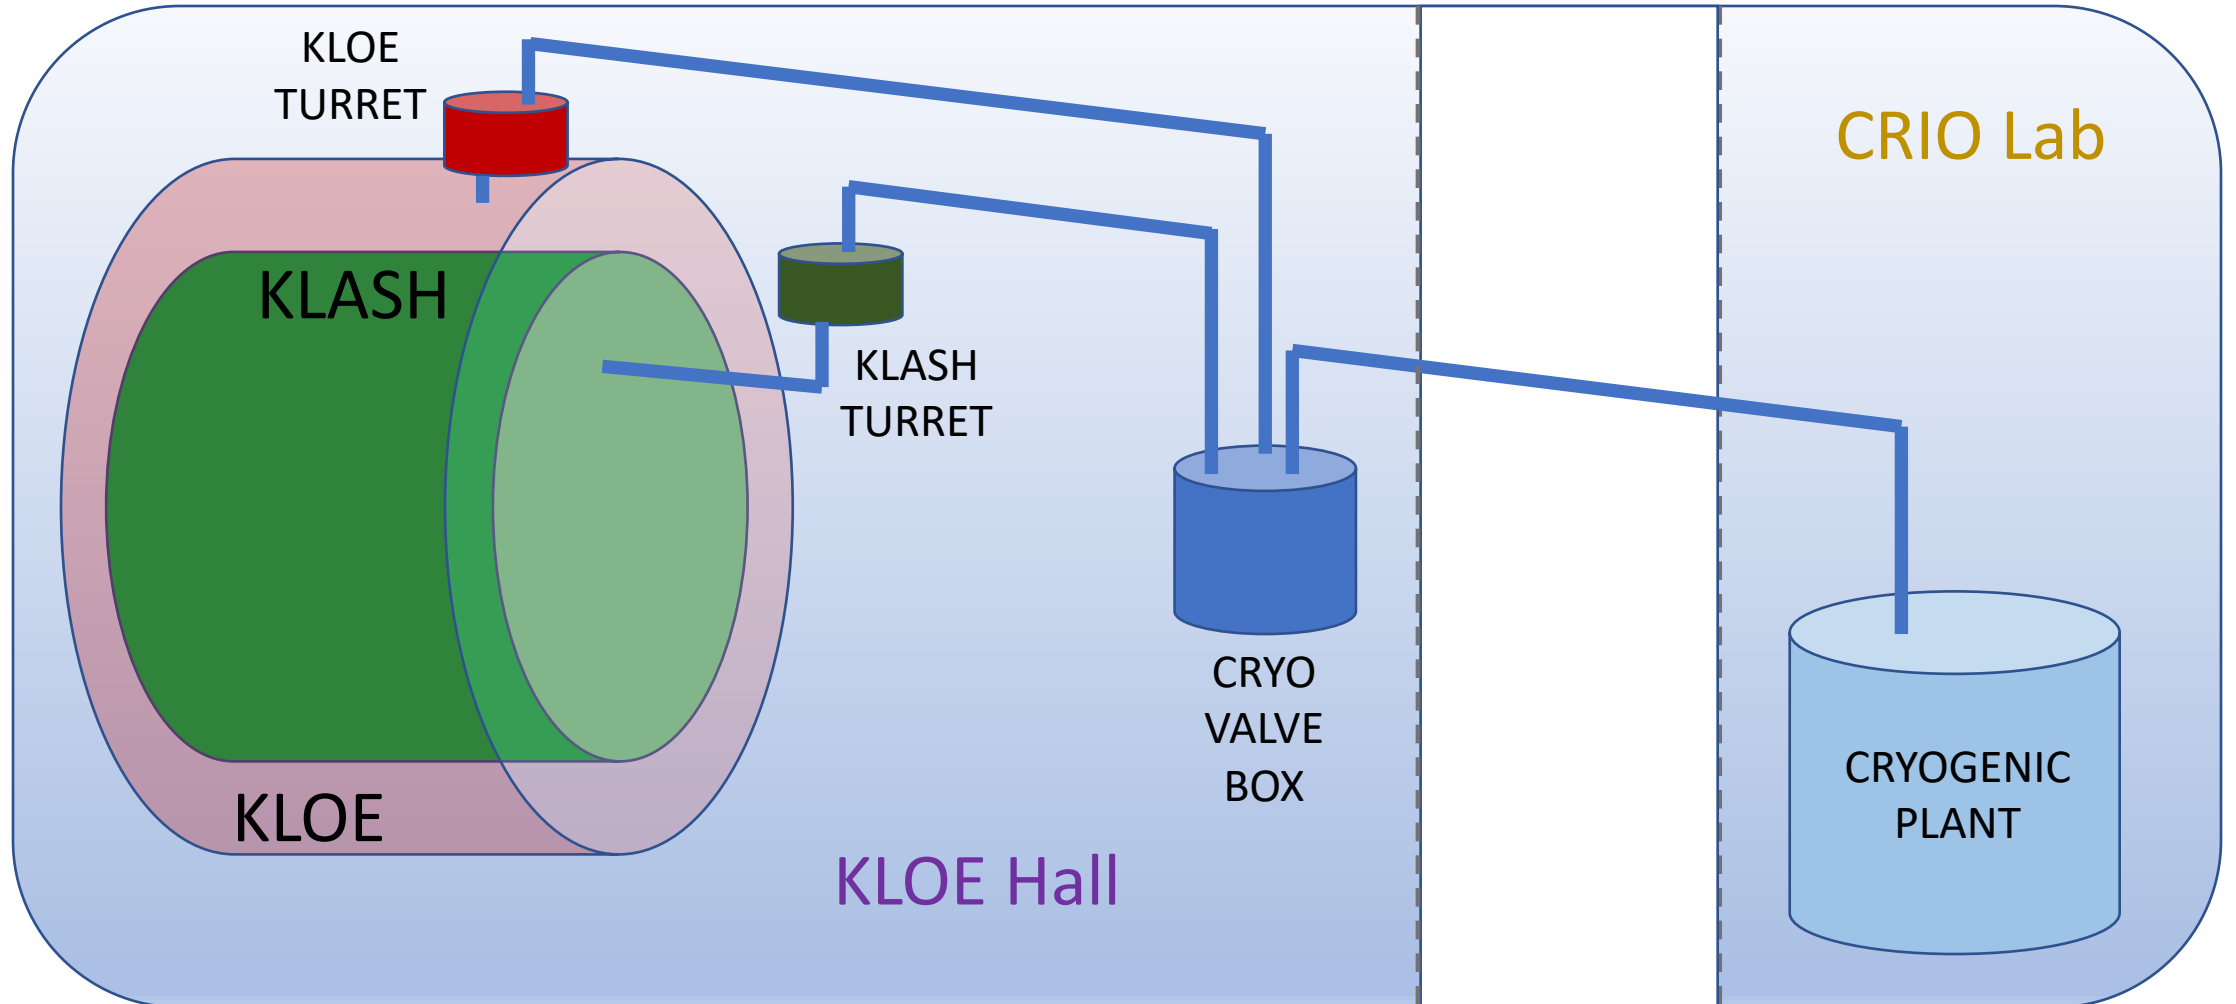 KLOE
TURRET
CRIO Lab
KLASH
KLASH
TURRET
CRYO
VALVE
BOX
CRYOGENIC
PLANT
KLOE
KLOE Hall